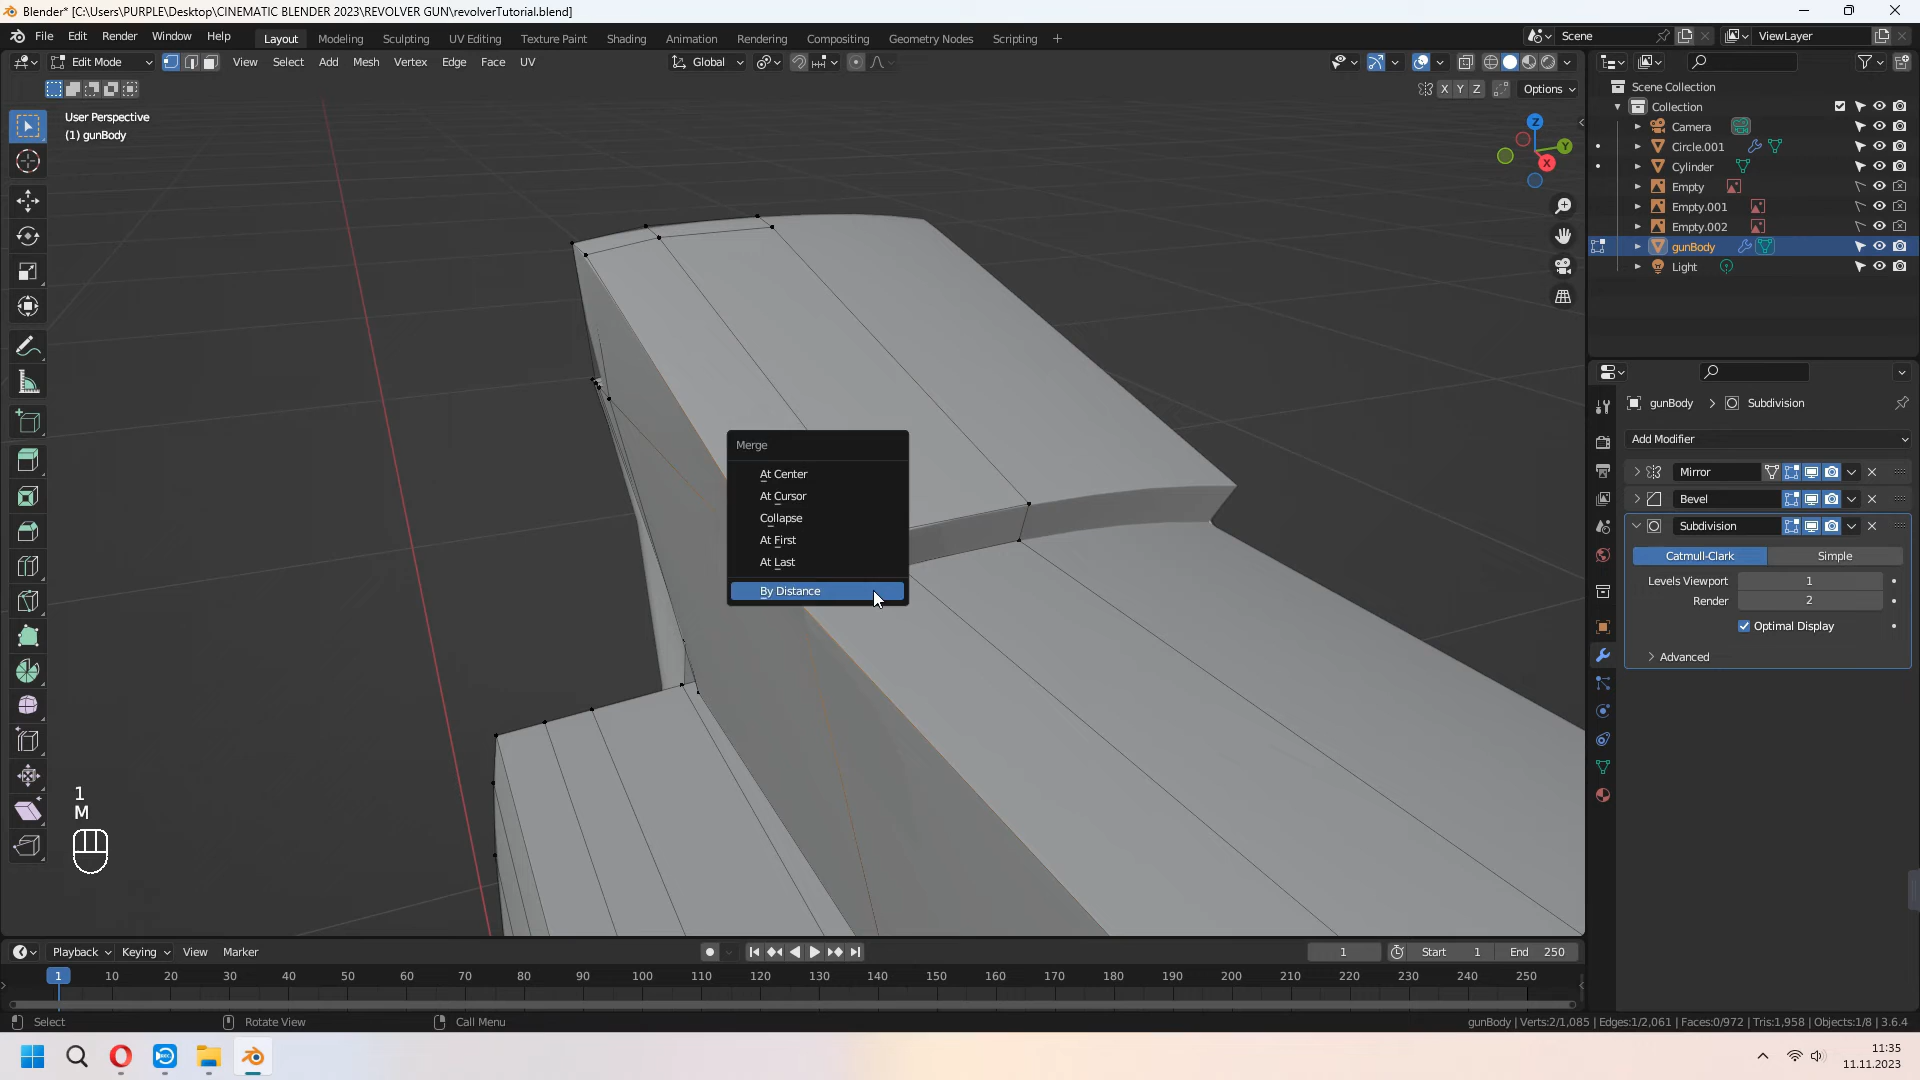 Blender* [C:\Users\PURPLE\Desktop\CINEMATIC BLENDER 2023\REVOLVER GUN\revolverTutorial.blend]
File Edit Render Window Help Layout Modeling Sculpting UV Editing Texture Paint Shading Animation Rendering Compositing Geometry Nodes Scripting + Scene ViewLayer
Edit Mode View Select Add Mesh Vertex Edge Face UV Global
X Y Z Options
User Perspective
(1) gunBody
Z
Y
X
Scene Collection
Collection
Camera
Circle.001
Cylinder
Empty
Empty.001
Empty.002
gunBody
Light
gunBody > Subdivision
Add Modifier
Mirror
Bevel
Subdivision
Catmull-Clark Simple
Levels Viewport 1
Render 2
Optimal Display
Advanced
Merge
At Center
At Cursor
Collapse
At First
At Last
By Distance
1
M
Playback Keying View Marker 1 Start 1 End 250
1 10 20 30 40 50 60 70 80 90 100 110 120 130 140 150 160 170 180 190 200 210 220 230 240 250
Select Rotate View Call Menu gunBody | Verts:2/1,085 | Edges:1/2,061 | Faces:0/972 | Tris:1,958 | Objects:1/8 | 3.6.4
REC
11:35
11.11.2023